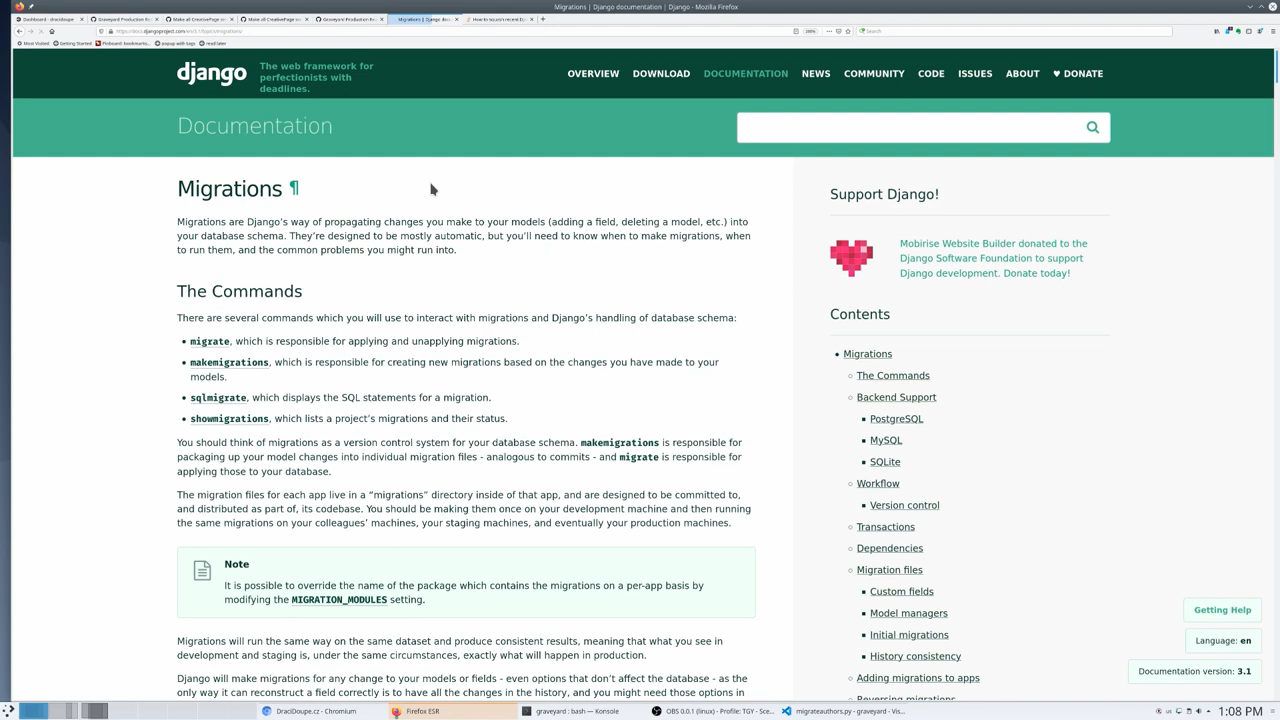 Migrations | Django documentation | Django - Mozilla Firefox
Dashboard - dracidoupe
Graveyard Production R
Make all CreativePage s
Make all CreativePage s
Graveyard Production R
Migrations | Django doc
How to squash recent Dj
https://docs.djangoproject.com/en/3.1/topics/migrations/
200%
Search
Most Visited
Getting Started
Pinboard: bookmark...
popup with tags
read later
django
The web framework for
perfectionists with
deadlines.
OVERVIEW
DOWNLOAD
DOCUMENTATION
NEWS
COMMUNITY
CODE
ISSUES
ABOUT
♥ DONATE
Documentation
Migrations ¶
Migrations are Django’s way of propagating changes you make to your models (adding a field, deleting a model, etc.) into
your database schema. They’re designed to be mostly automatic, but you’ll need to know when to make migrations, when
to run them, and the common problems you might run into.
The Commands
There are several commands which you will use to interact with migrations and Django’s handling of database schema:
• migrate, which is responsible for applying and unapplying migrations.
• makemigrations, which is responsible for creating new migrations based on the changes you have made to your
models.
• sqlmigrate, which displays the SQL statements for a migration.
• showmigrations, which lists a project’s migrations and their status.
You should think of migrations as a version control system for your database schema. makemigrations is responsible for
packaging up your model changes into individual migration files - analogous to commits - and migrate is responsible for
applying those to your database.
The migration files for each app live in a “migrations” directory inside of that app, and are designed to be committed to,
and distributed as part of, its codebase. You should be making them once on your development machine and then running
the same migrations on your colleagues’ machines, your staging machines, and eventually your production machines.
Note
It is possible to override the name of the package which contains the migrations on a per-app basis by
modifying the MIGRATION_MODULES setting.
Migrations will run the same way on the same dataset and produce consistent results, meaning that what you see in
development and staging is, under the same circumstances, exactly what will happen in production.
Django will make migrations for any change to your models or fields - even options that don’t affect the database - as the
only way it can reconstruct a field correctly is to have all the changes in the history, and you might need those options in
Support Django!
Mobirise Website Builder donated to the
Django Software Foundation to support
Django development. Donate today!
Contents
• Migrations
The Commands
Backend Support
PostgreSQL
MySQL
SQLite
Workflow
Version control
Transactions
Dependencies
Migration files
Custom fields
Model managers
Initial migrations
History consistency
Adding migrations to apps
Reversing migrations
Getting Help
Language: en
Documentation version: 3.1
DraciDoupe.cz - Chromium
Firefox ESR
graveyard : bash — Konsole
OBS 0.0.1 (linux) - Profile: TGY - Sce...
migrateauthors.py - graveyard - Vis...
1:08 PM